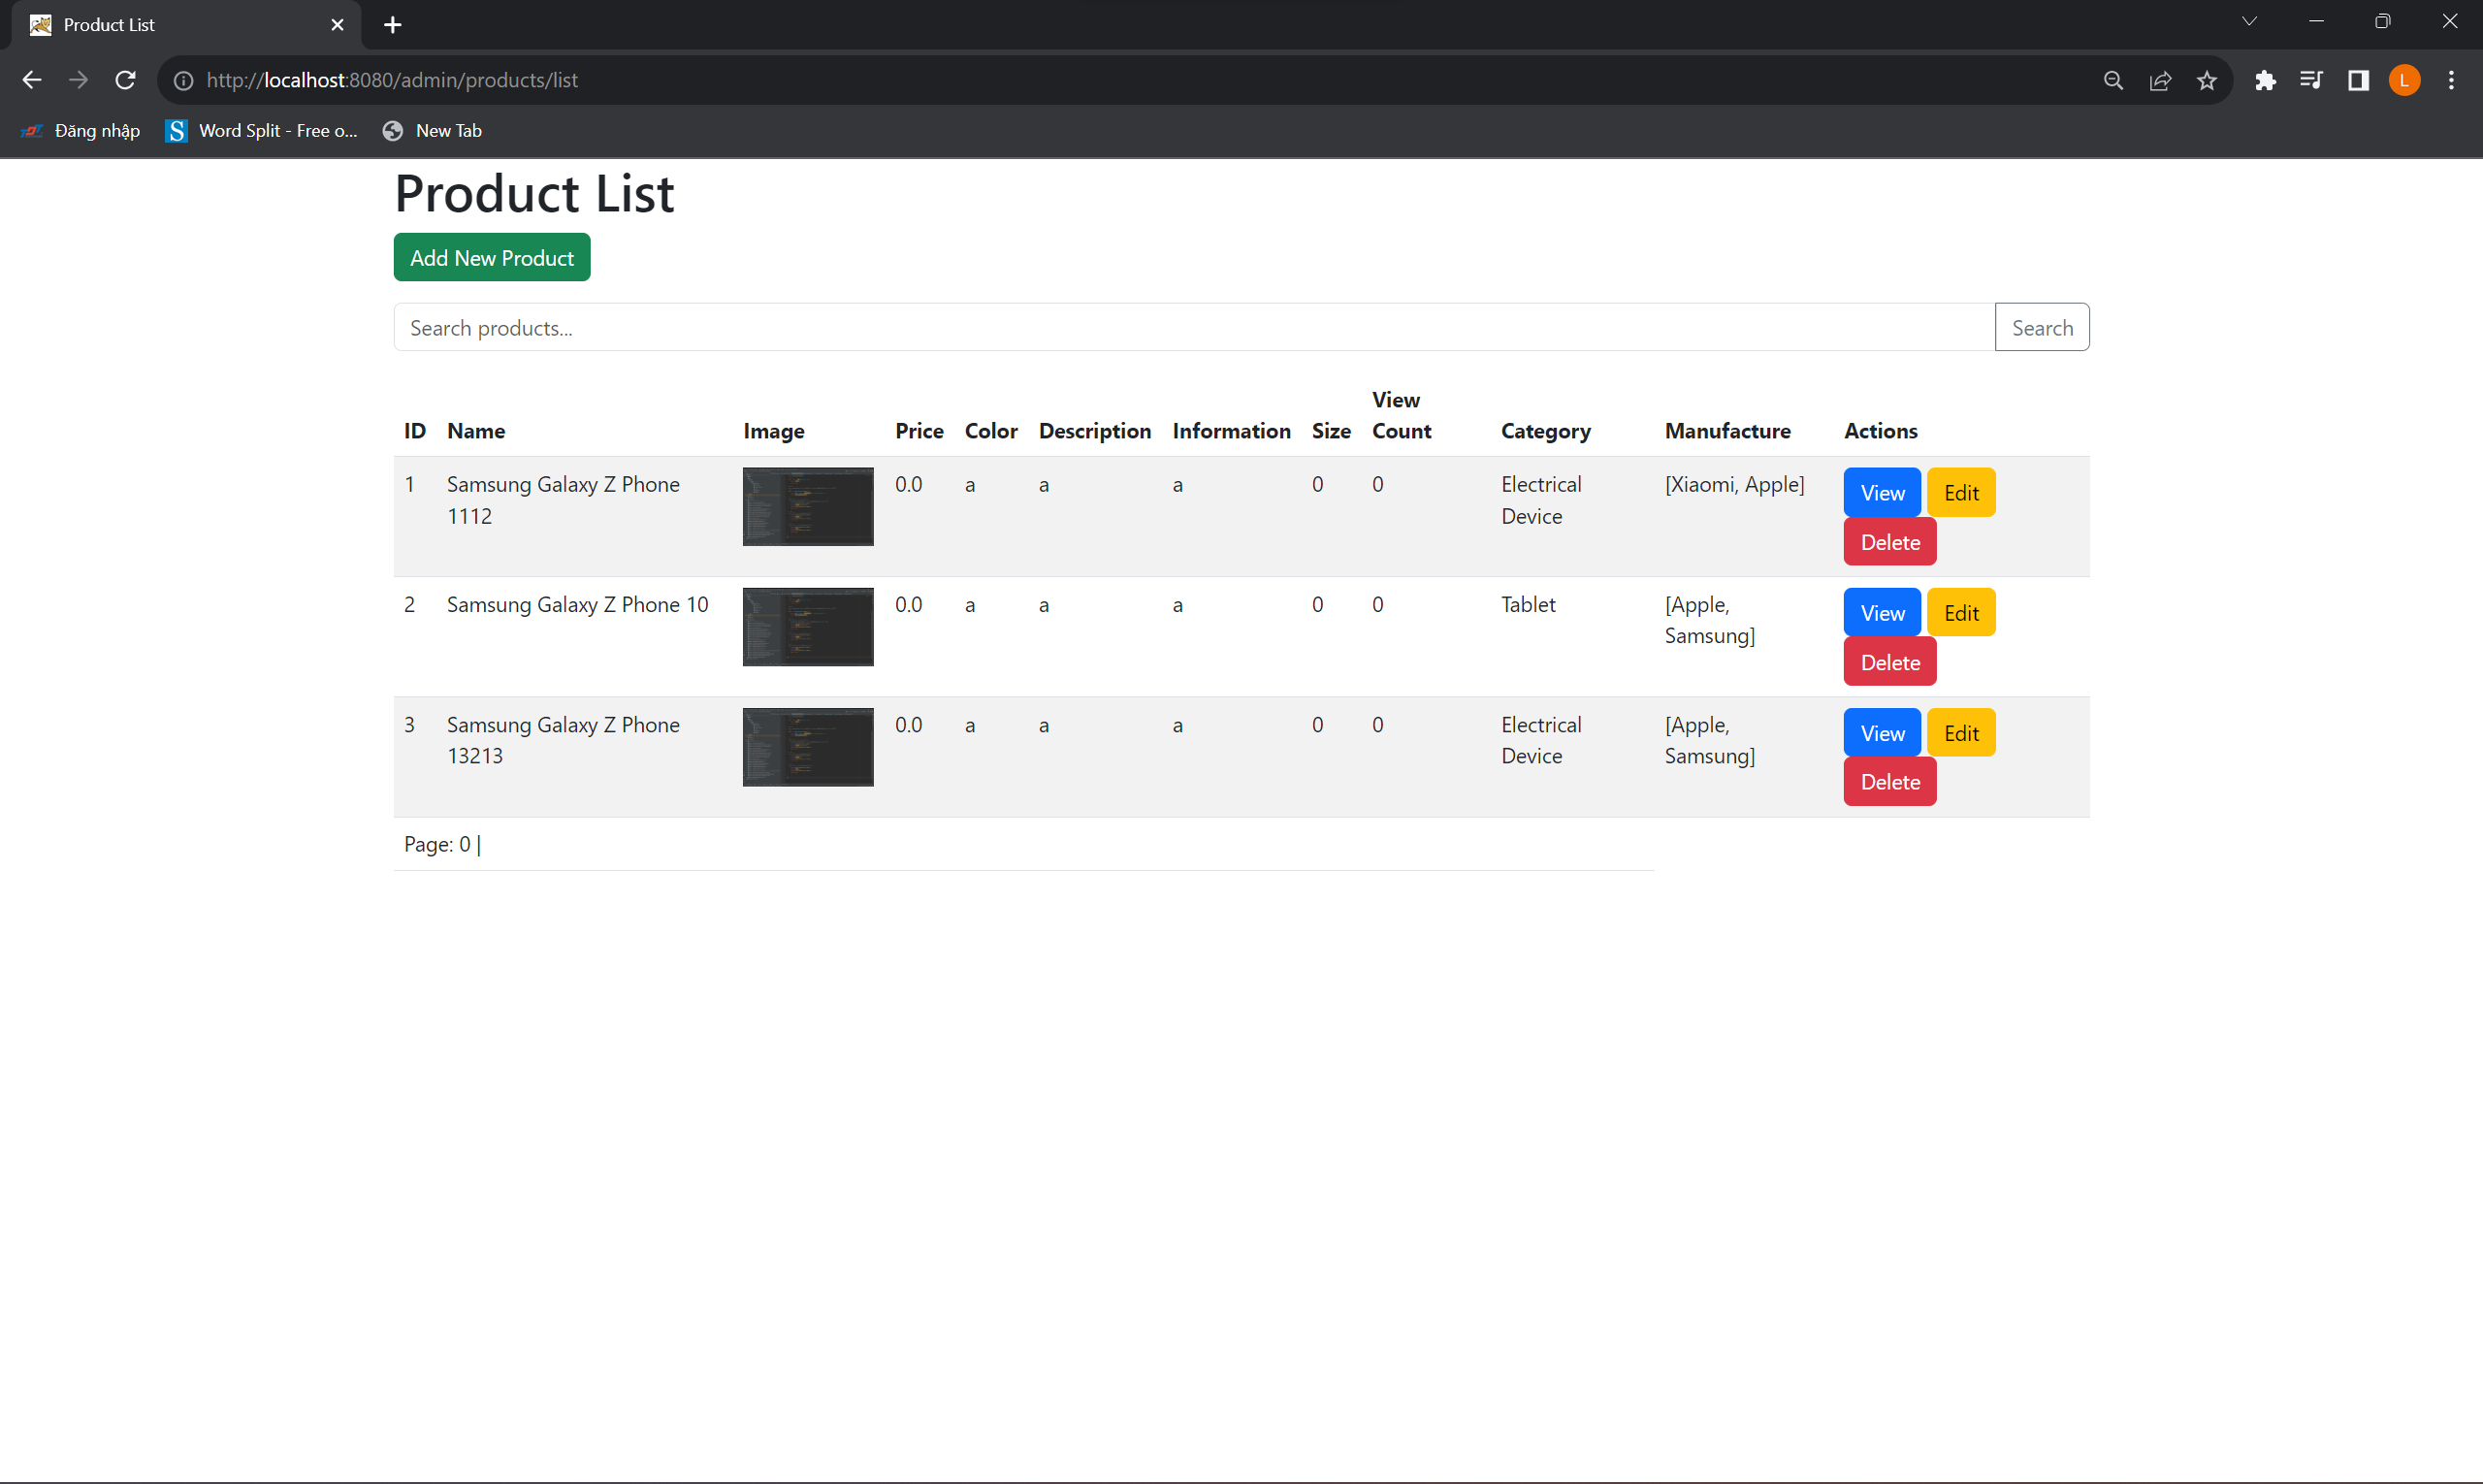 Product List
http://localhost:8080/admin/products/list
L
Đăng nhập
S
Word Split - Free o...
New Tab
Product List
Add New Product
Search products...
Search
ID Name Image Price Color Description Information Size View Count Category Manufacture Actions
1 Samsung Galaxy Z Phone 1112 0.0 a a a 0 0 Electrical Device [Xiaomi, Apple] View Edit Delete
2 Samsung Galaxy Z Phone 10 0.0 a a a 0 0 Tablet [Apple, Samsung] View Edit Delete
3 Samsung Galaxy Z Phone 13213 0.0 a a a 0 0 Electrical Device [Apple, Samsung] View Edit Delete
Page: 0 |